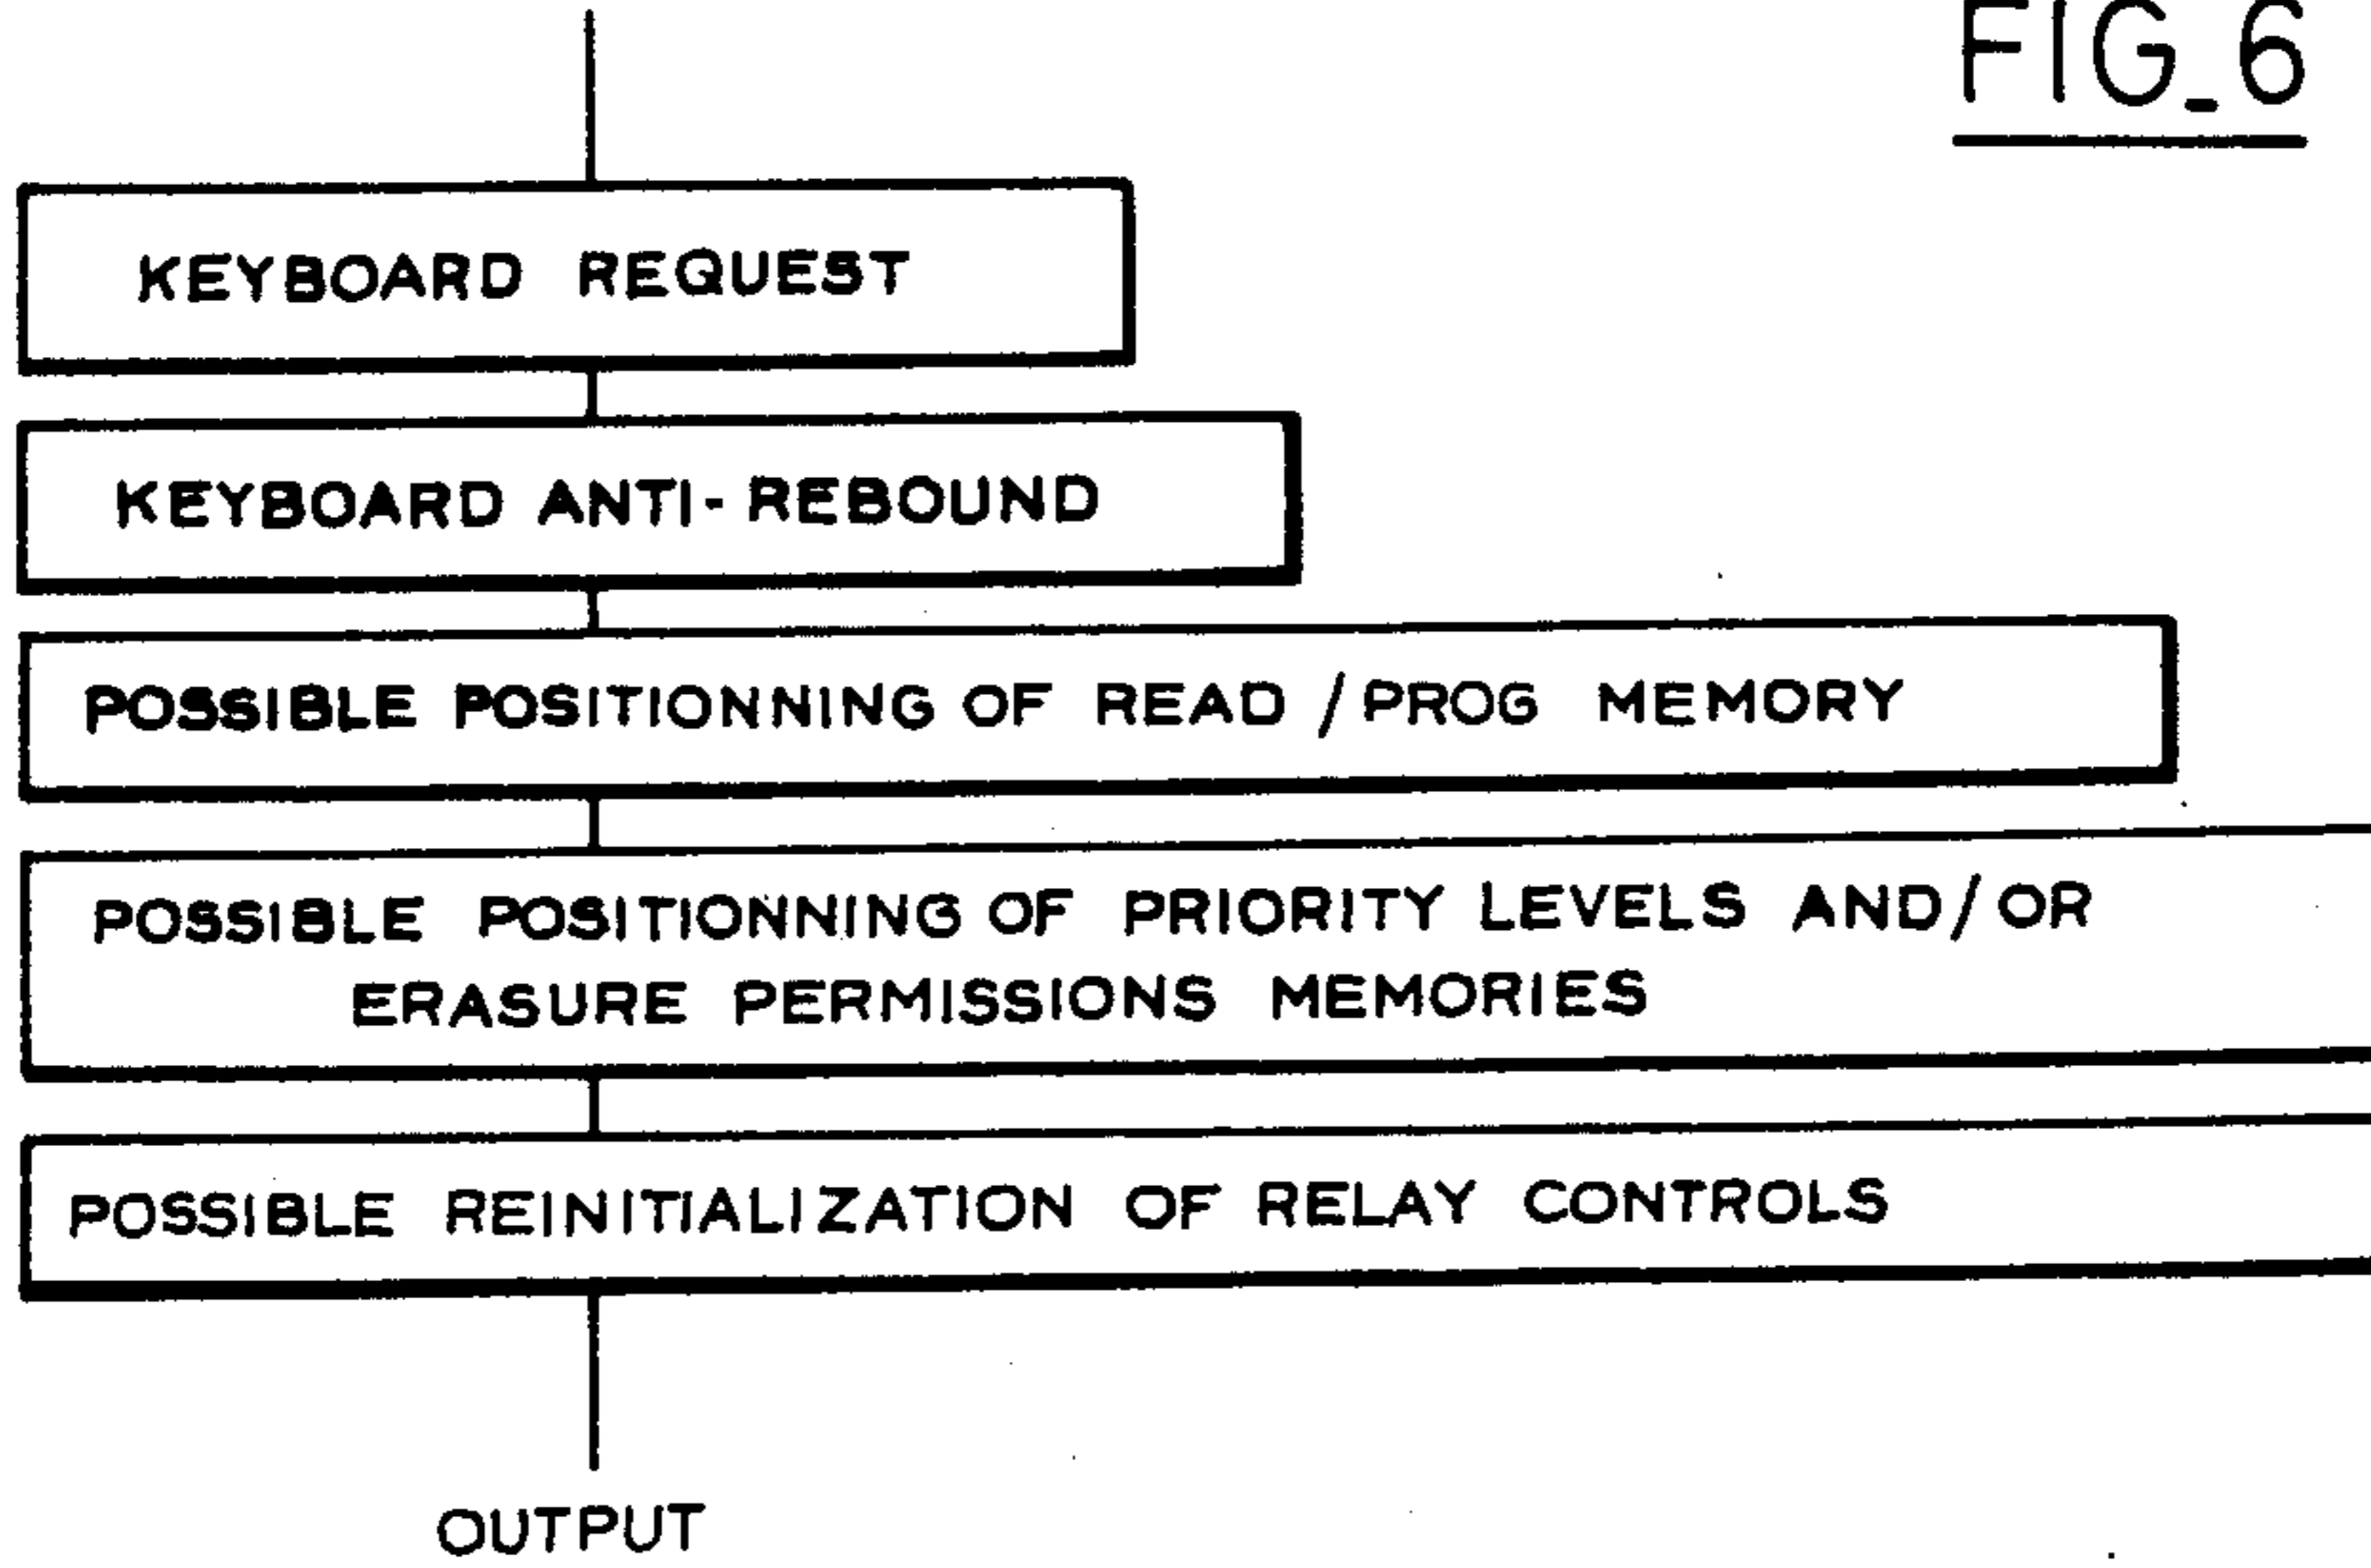 FIG_6
KEYBOARD REQUEST
KEYBOARD ANTI-REBOUND
POSSIBLE POSITIONNING OF READ /PROG MEMORY
POSSIBLE POSITIONNING OF PRIORITY LEVELS AND/OR
ERASURE PERMISSIONS MEMORIES
POSSIBLE REINITIALIZATION OF RELAY CONTROLS
OUTPUT